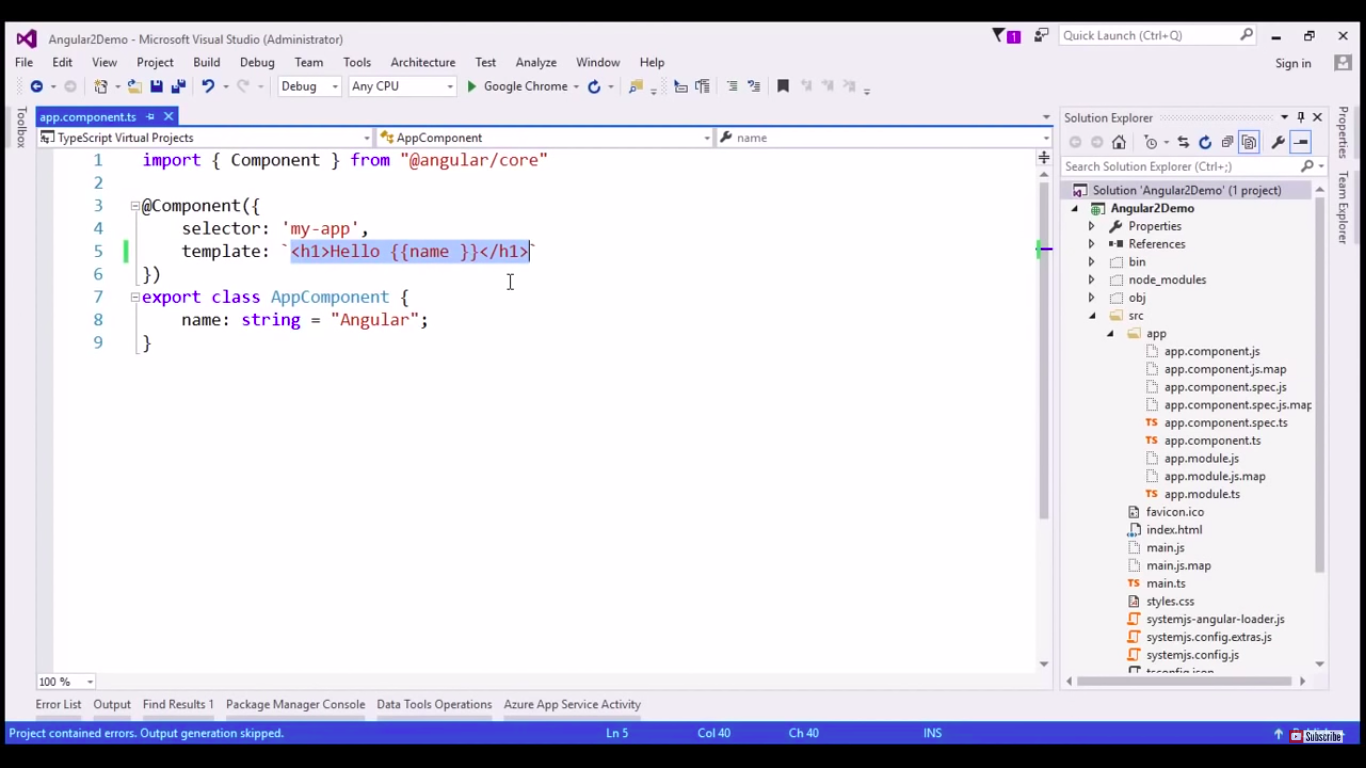 Angular2Demo - Microsoft Visual Studio (Administrator)
1
Quick Launch (Ctrl+Q)
File Edit View Project Build Debug Team Tools Architecture Test Analyze Window Help
Sign in
Debug Any CPU Google Chrome
Toolbox
app.component.ts
TypeScript Virtual Projects AppComponent name
1 import { Component } from "@angular/core"
2
3 @Component({
4 selector: 'my-app',
5 template: `<h1>Hello {{name }}</h1>`
6 })
7 export class AppComponent {
8 name: string = "Angular";
9 }
100 %
Solution Explorer
Search Solution Explorer (Ctrl+;)
Solution 'Angular2Demo' (1 project)
Angular2Demo
Properties
References
bin
node_modules
obj
src
app
app.component.js
app.component.js.map
app.component.spec.js
app.component.spec.js.map
TS app.component.spec.ts
TS app.component.ts
app.module.js
app.module.js.map
TS app.module.ts
favicon.ico
index.html
main.js
main.js.map
TS main.ts
styles.css
systemjs-angular-loader.js
systemjs.config.extras.js
systemjs.config.js
tsconfig.json
Properties
Team Explorer
Error List Output Find Results 1 Package Manager Console Data Tools Operations Azure App Service Activity
Project contained errors. Output generation skipped. Ln 5 Col 40 Ch 40 INS
Subscribe